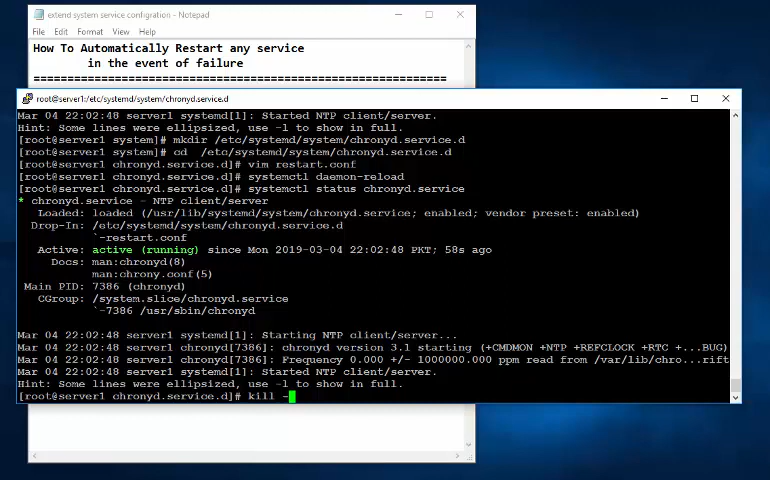 extend system service configration - Notepad
File Edit Format View Help
How To Automatically Restart any service
in the event of failure
=============================================================
root@server1:/etc/systemd/system/chronyd.service.d
Mar 04 22:02:48 server1 systemd[1]: Started NTP client/server.
Hint: Some lines were ellipsized, use -l to show in full.
[root@server1 system]# mkdir /etc/systemd/system/chronyd.service.d
[root@server1 system]# cd  /etc/systemd/system/chronyd.service.d
[root@server1 chronyd.service.d]# vim restart.conf
[root@server1 chronyd.service.d]# systemctl daemon-reload
[root@server1 chronyd.service.d]# systemctl status chronyd.service
* chronyd.service - NTP client/server
Loaded: loaded (/usr/lib/systemd/system/chronyd.service; enabled; vendor preset: enabled)
Drop-In: /etc/systemd/system/chronyd.service.d
`-restart.conf
Active: active (running) since Mon 2019-03-04 22:02:48 PKT; 58s ago
Docs: man:chronyd(8)
man:chrony.conf(5)
Main PID: 7386 (chronyd)
CGroup: /system.slice/chronyd.service
`-7386 /usr/sbin/chronyd
Mar 04 22:02:48 server1 systemd[1]: Starting NTP client/server...
Mar 04 22:02:48 server1 chronyd[7386]: chronyd version 3.1 starting (+CMDMON +NTP +REFCLOCK +RTC +...BUG)
Mar 04 22:02:48 server1 chronyd[7386]: Frequency 0.000 +/- 1000000.000 ppm read from /var/lib/chro...rift
Mar 04 22:02:48 server1 systemd[1]: Started NTP client/server.
Hint: Some lines were ellipsized, use -l to show in full.
[root@server1 chronyd.service.d]# kill -